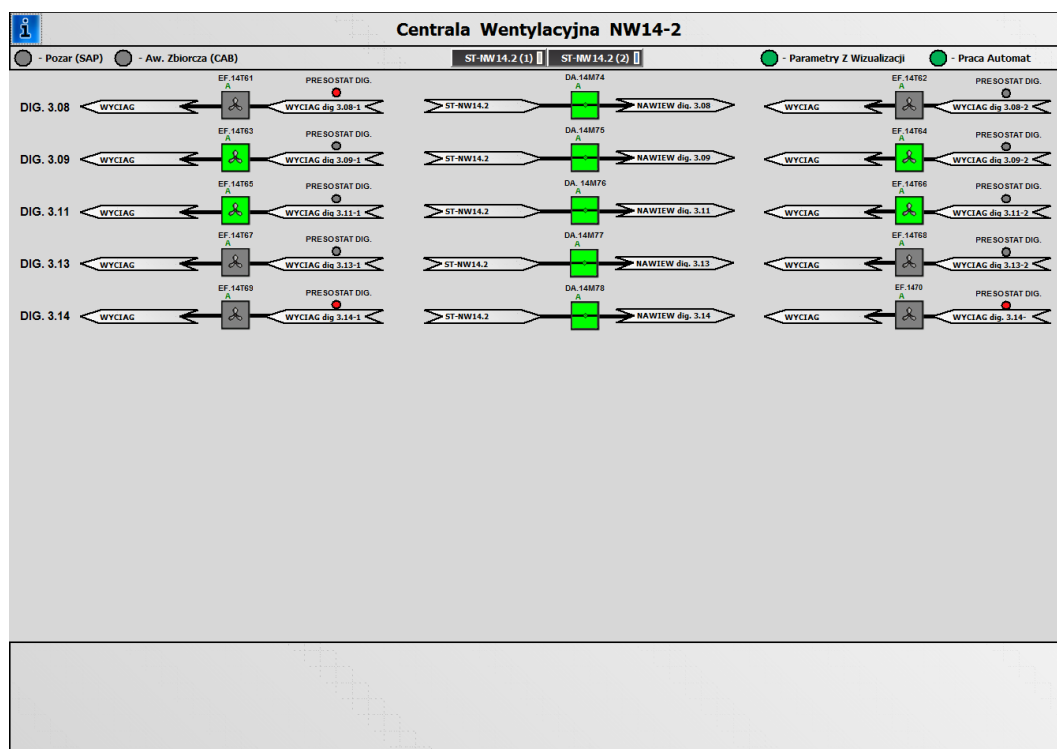 Centrala Wentylacyjna NW14-2
- Pozar (SAP) - Aw. Zbiorcza (CAB) ST-NW 14.2 (1) ST-NW 14.2 (2) - Parametry Z Wizualizacji - Praca Automat
EF.14T61 PRESOSTAT DIG. DA.14M74 EF.14T62 PRESOSTAT DIG.
A A A
DIG. 3.08 WYCIAG WYCIAG dig 3.08-1 ST-NW14.2 NAWIEW dig. 3.08 WYCIAG WYCIAG dig 3.08-2
EF.14T63 PRESOSTAT DIG. DA.14M75 EF.14T64 PRESOSTAT DIG.
A A A
DIG. 3.09 WYCIAG WYCIAG dig 3.09-1 ST-NW14.2 NAWIEW dig. 3.09 WYCIAG WYCIAG dig 3.09-2
EF.14T65 PRESOSTAT DIG. DA. 14M76 EF.14T66 PRESOSTAT DIG.
A A A
DIG. 3.11 WYCIAG WYCIAG dig 3.11-1 ST-NW14.2 NAWIEW dig. 3.11 WYCIAG WYCIAG dig 3.11-2
EF.14T67 PRESOSTAT DIG. DA.14M77 EF.14T68 PRESOSTAT DIG.
A A A
DIG. 3.13 WYCIAG WYCIAG dig 3.13-1 ST-NW14.2 NAWIEW dig. 3.13 WYCIAG WYCIAG dig 3.13-2
EF.14T69 PRESOSTAT DIG. DA.14M78 EF.1470 PRESOSTAT DIG.
A A A
DIG. 3.14 WYCIAG WYCIAG dig 3.14-1 ST-NW14.2 NAWIEW dig. 3.14 WYCIAG WYCIAG dig. 3.14-